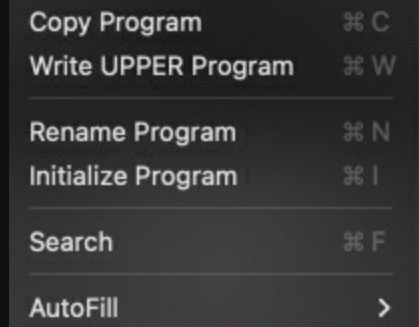 Copy Program ⌘ C
Write UPPER Program ⌘ W
Rename Program ⌘ N
Initialize Program ⌘ I
Search ⌘ F
AutoFill